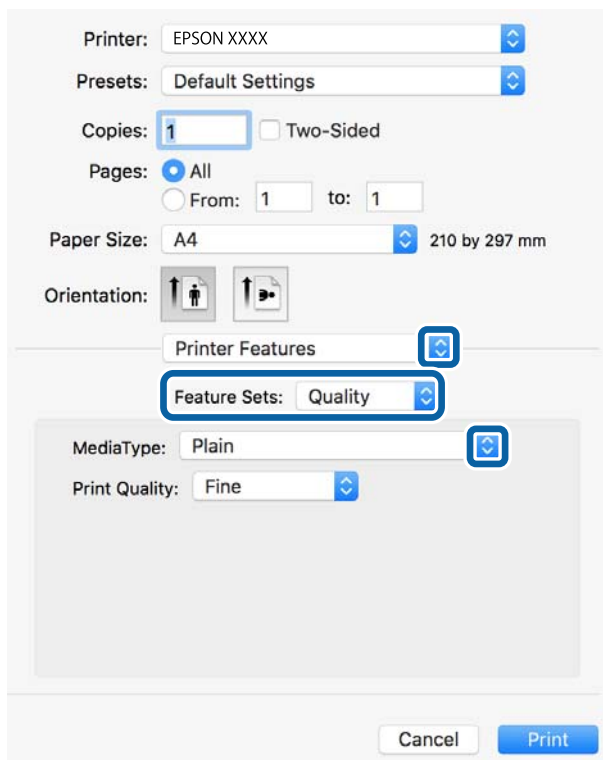 Printer: EPSON XXXX
Presets: Default Settings
Copies: 1 Two-Sided
Pages: All
From: 1 to: 1
Paper Size: A4 210 by 297 mm
Orientation:
Printer Features
Feature Sets: Quality
MediaType: Plain
Print Quality: Fine
Cancel Print